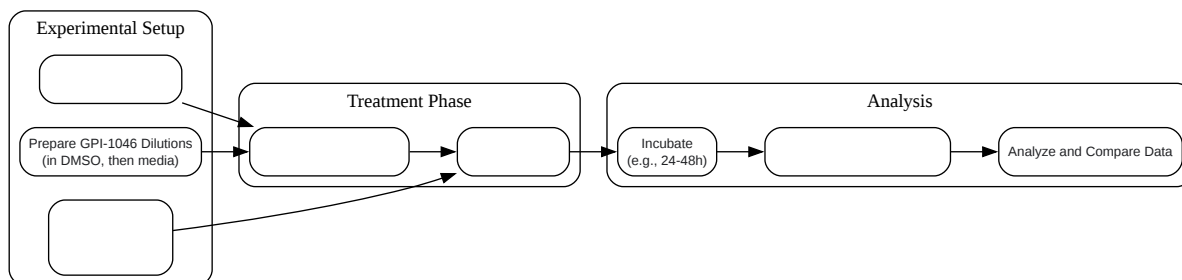 Experimental Setup
Prepare GPI-1046 Dilutions
(in DMSO, then media)
Treatment Phase
Analysis
Incubate
(e.g., 24-48h)
Analyze and Compare Data